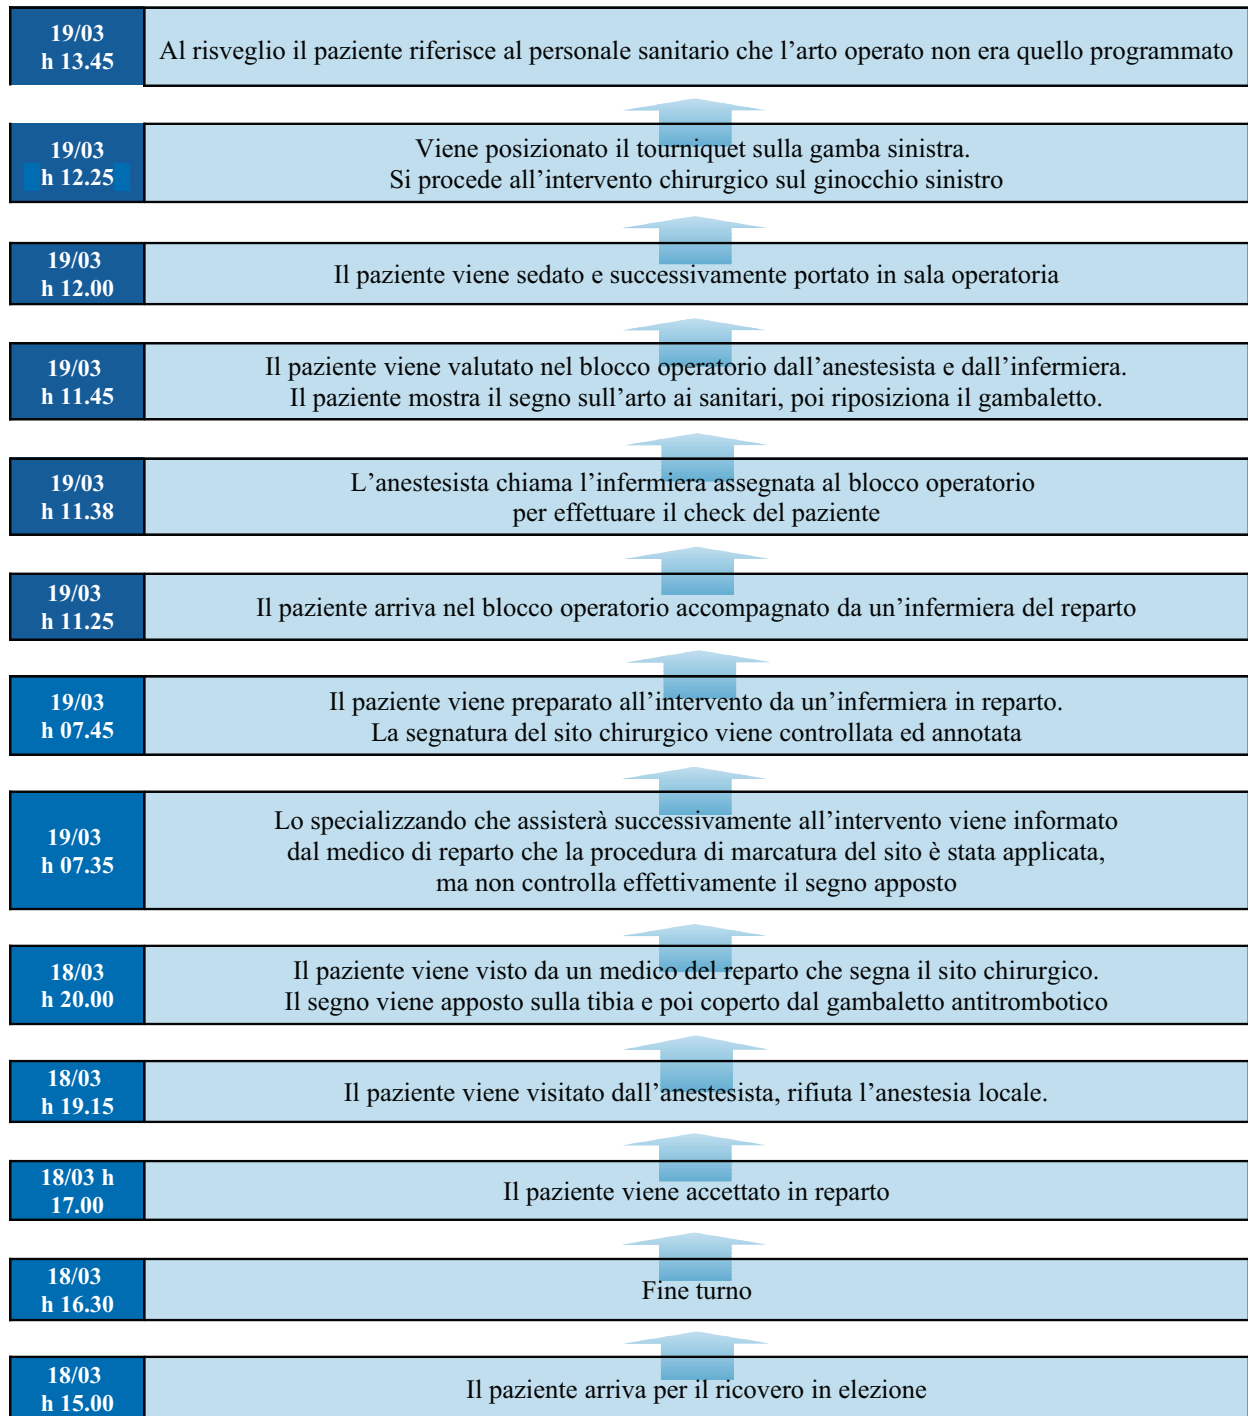 19/03
h 13.45
Al risveglio il paziente riferisce al personale sanitario che l’arto operato non era quello programmato
19/03
h 12.25
Viene posizionato il tourniquet sulla gamba sinistra.
Si procede all’intervento chirurgico sul ginocchio sinistro
19/03
h 12.00
Il paziente viene sedato e successivamente portato in sala operatoria
19/03
h 11.45
Il paziente viene valutato nel blocco operatorio dall’anestesista e dall’infermiera.
Il paziente mostra il segno sull’arto ai sanitari, poi riposiziona il gambaletto.
19/03
h 11.38
L’anestesista chiama l’infermiera assegnata al blocco operatorio
per effettuare il check del paziente
19/03
h 11.25
Il paziente arriva nel blocco operatorio accompagnato da un’infermiera del reparto
19/03
h 07.45
Il paziente viene preparato all’intervento da un’infermiera in reparto.
La segnatura del sito chirurgico viene controllata ed annotata
19/03
h 07.35
Lo specializzando che assisterà successivamente all’intervento viene informato
dal medico di reparto che la procedura di marcatura del sito è stata applicata,
ma non controlla effettivamente il segno apposto
18/03
h 20.00
Il paziente viene visto da un medico del reparto che segna il sito chirurgico.
Il segno viene apposto sulla tibia e poi coperto dal gambaletto antitrombotico
18/03
h 19.15
Il paziente viene visitato dall’anestesista, rifiuta l’anestesia locale.
18/03 h
17.00
Il paziente viene accettato in reparto
18/03
h 16.30
Fine turno
18/03
h 15.00
Il paziente arriva per il ricovero in elezione